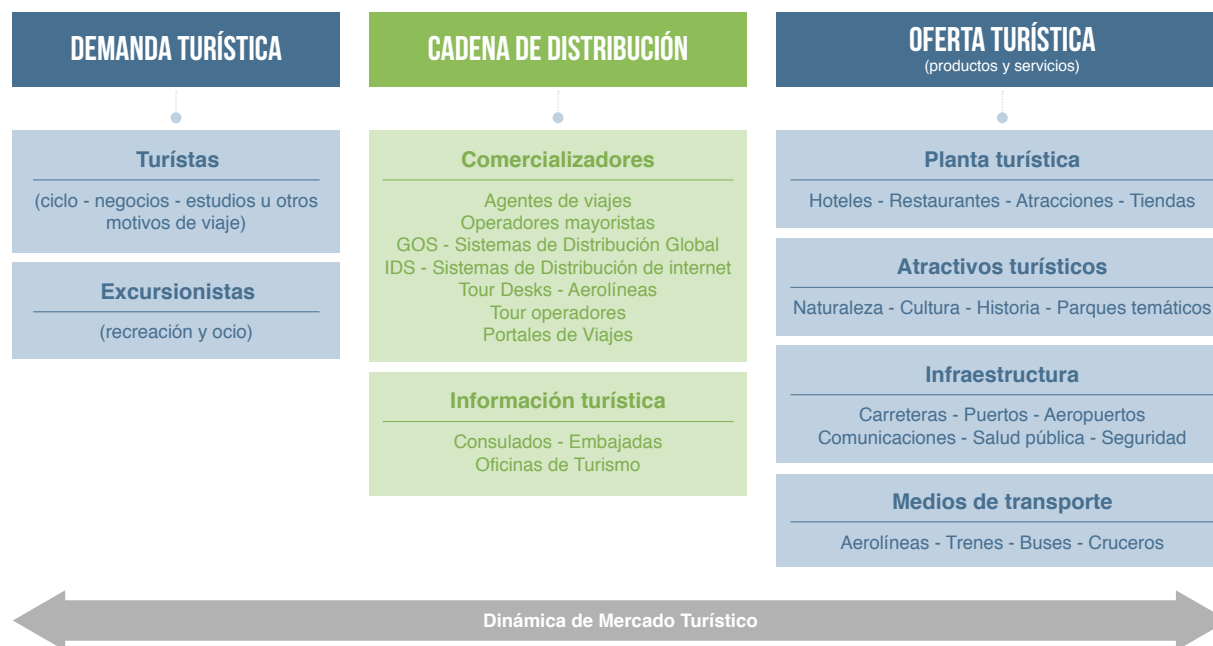 DEMANDA TURÍSTICA
Turístas
(ciclo - negocios - estudios u otros
motivos de viaje)
Excursionistas
(recreación y ocio)
CADENA DE DISTRIBUCIÓN
Comercializadores
Agentes de viajes
Operadores mayoristas
GOS - Sistemas de Distribución Global
IDS - Sistemas de Distribución de internet
Tour Desks - Aerolíneas
Tour operadores
Portales de Viajes
Información turística
Consulados - Embajadas
Oficinas de Turismo
OFERTA TURÍSTICA
(productos y servicios)
Planta turística
Hoteles - Restaurantes - Atracciones - Tiendas
Atractivos turísticos
Naturaleza - Cultura - Historia - Parques temáticos
Infraestructura
Carreteras - Puertos - Aeropuertos
Comunicaciones - Salud pública - Seguridad
Medios de transporte
Aerolíneas - Trenes - Buses - Cruceros
Dinámica de Mercado Turístico